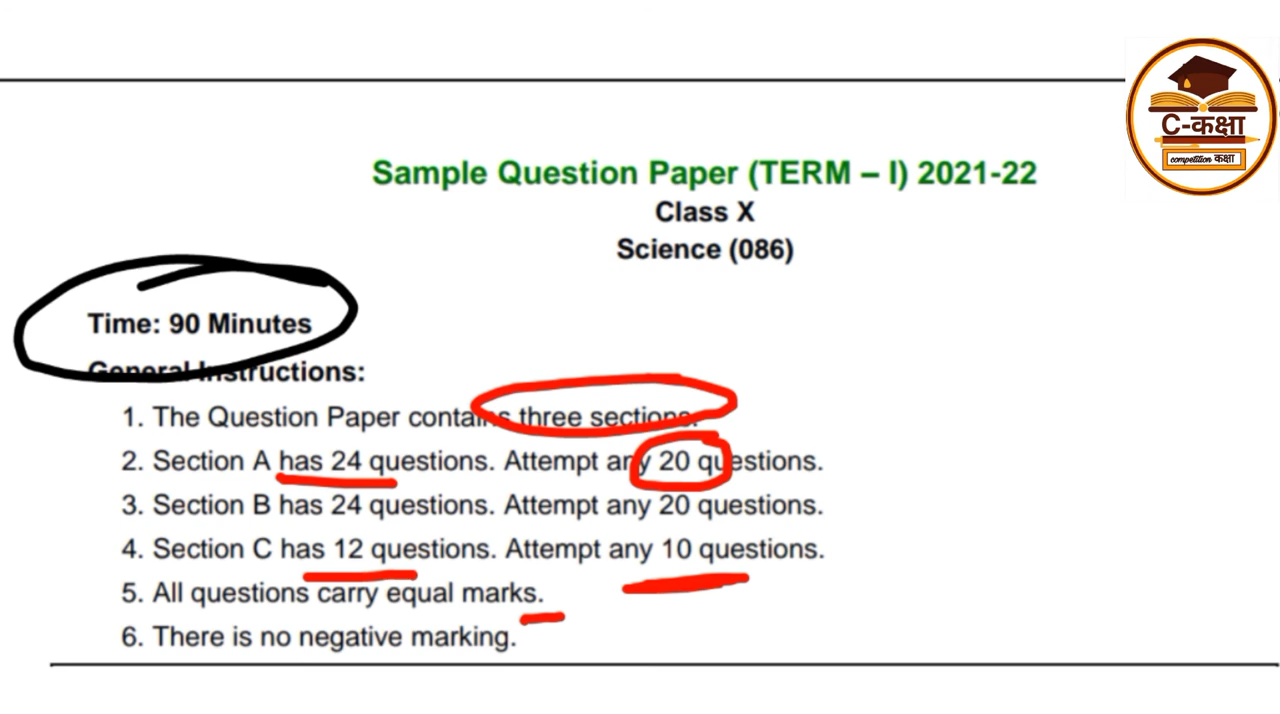 C-कक्षा
competition कक्षा
Sample Question Paper (TERM – I) 2021-22
Class X
Science (086)
Time: 90 Minutes
General Instructions:
1. The Question Paper contains three sections.
2. Section A has 24 questions. Attempt any 20 questions.
3. Section B has 24 questions. Attempt any 20 questions.
4. Section C has 12 questions. Attempt any 10 questions.
5. All questions carry equal marks.
6. There is no negative marking.